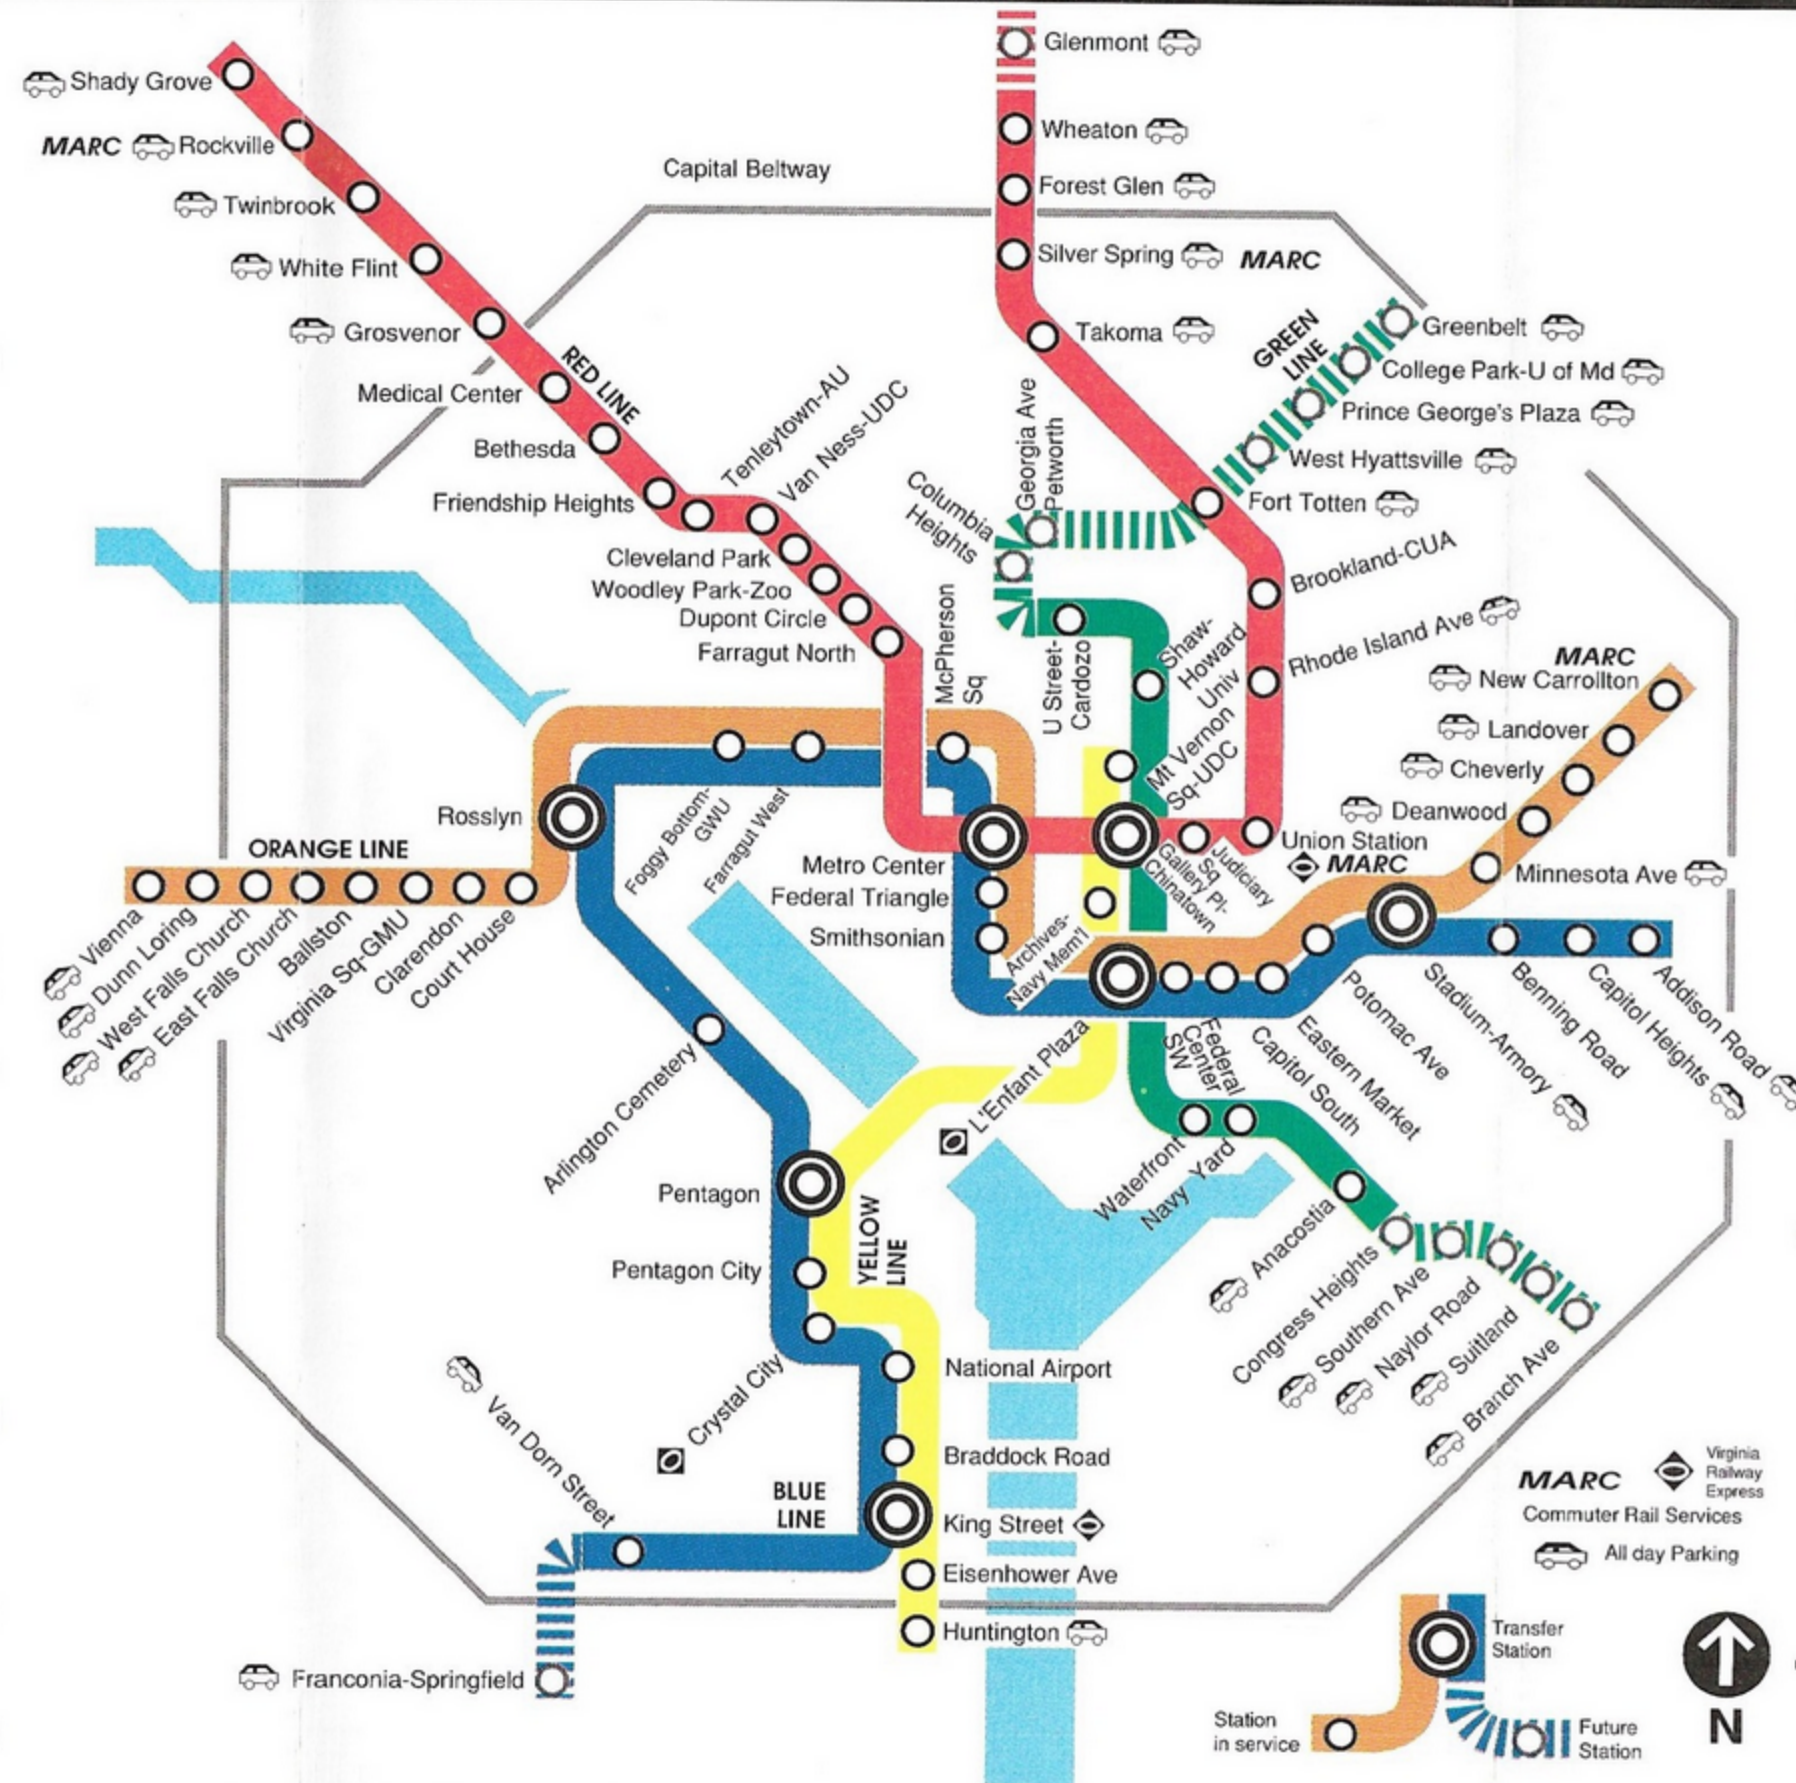 Glenmont
Shady Grove
MARC Rockville
Wheaton
Capital Beltway
Forest Glen
Twinbrook
White Flint
Silver Spring MARC
Grosvenor
Takoma
GREEN
LINE
Greenbelt
College Park-U of Md
Prince George's Plaza
West Hyattsville
Fort Totten
RED LINE
Medical Center
Bethesda
Friendship Heights
Tenleytown-AU
Van Ness-UDC
Cleveland Park
Woodley Park-Zoo
Dupont Circle
Farragut North
Georgia Ave
Petworth
Columbia
Heights
Brookland-CUA
Rhode Island Ave
McPherson
Sq
U Street-
Cardozo
Shaw-
Howard
Univ
Mt Vernon
Sq-UDC
MARC
New Carrollton
Landover
Cheverly
Deanwood
Minnesota Ave
Union Station
MARC
Judiciary
Sq
Gallery Pl-
Chinatown
Rosslyn
Foggy Bottom-
GWU
Farragut West
Metro Center
Federal Triangle
Smithsonian
Archives-
Navy Mem'l
ORANGE LINE
Vienna
Dunn Loring
West Falls Church
East Falls Church
Ballston
Virginia Sq-GMU
Clarendon
Court House
L'Enfant Plaza
Federal
Center
SW
Capitol South
Eastern Market
Potomac Ave
Stadium-Armory
Benning Road
Capitol Heights
Addison Road
Arlington Cemetery
Pentagon
Pentagon City
YELLOW
LINE
Crystal City
National Airport
Braddock Road
King Street
Eisenhower Ave
Huntington
BLUE
LINE
Van Dorn Street
Franconia-Springfield
Waterfront
Navy Yard
Anacostia
Congress Heights
Southern Ave
Naylor Road
Suitland
Branch Ave
MARC
Virginia
Railway
Express
Commuter Rail Services
All day Parking
Transfer
Station
Station
in service
Future
Station
N